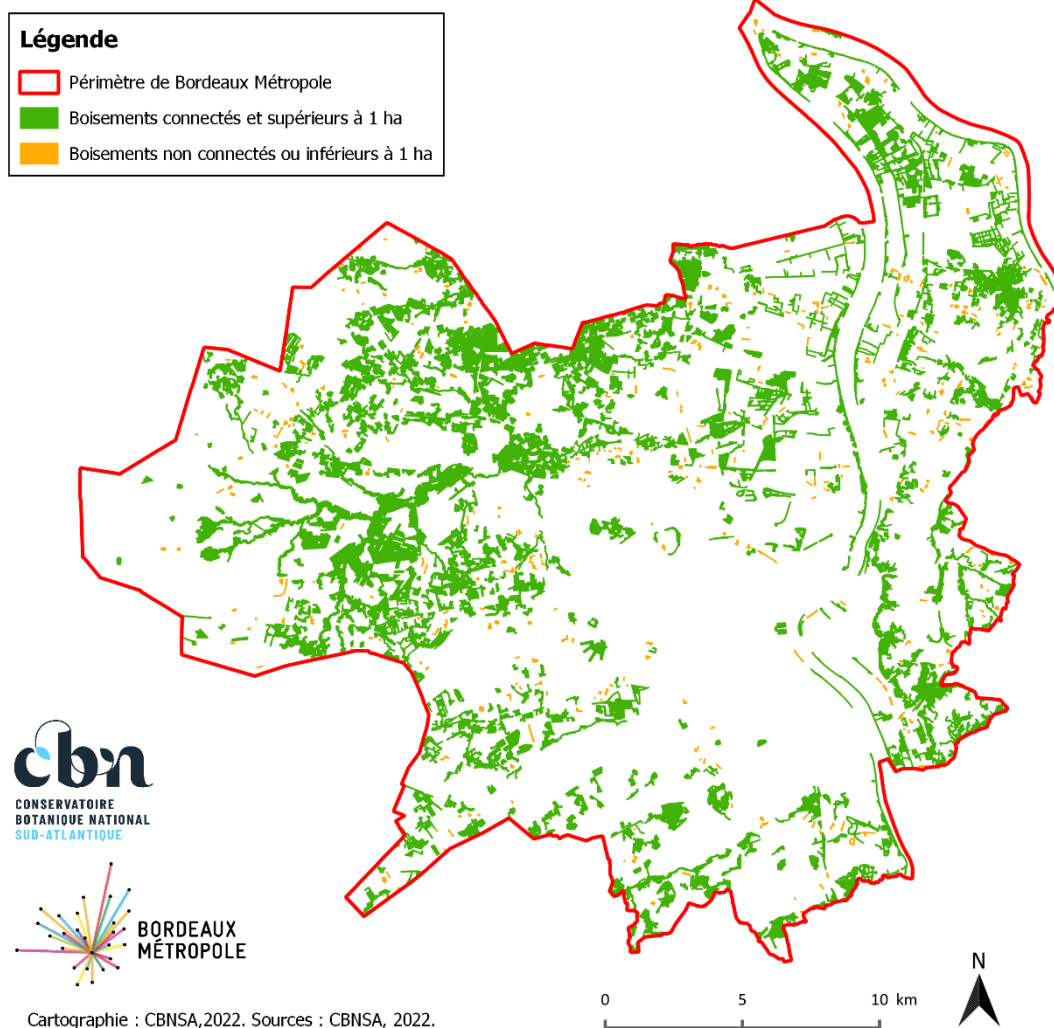 Légende
Périmètre de Bordeaux Métropole
Boisements connectés et supérieurs à 1 ha
Boisements non connectés ou inférieurs à 1 ha
cbn
CONSERVATOIRE
BOTANIQUE NATIONAL
SUD-ATLANTIQUE
BORDEAUX
MÉTROPOLE
N
0 5 10 km
Cartographie : CBNSA,2022. Sources : CBNSA, 2022.